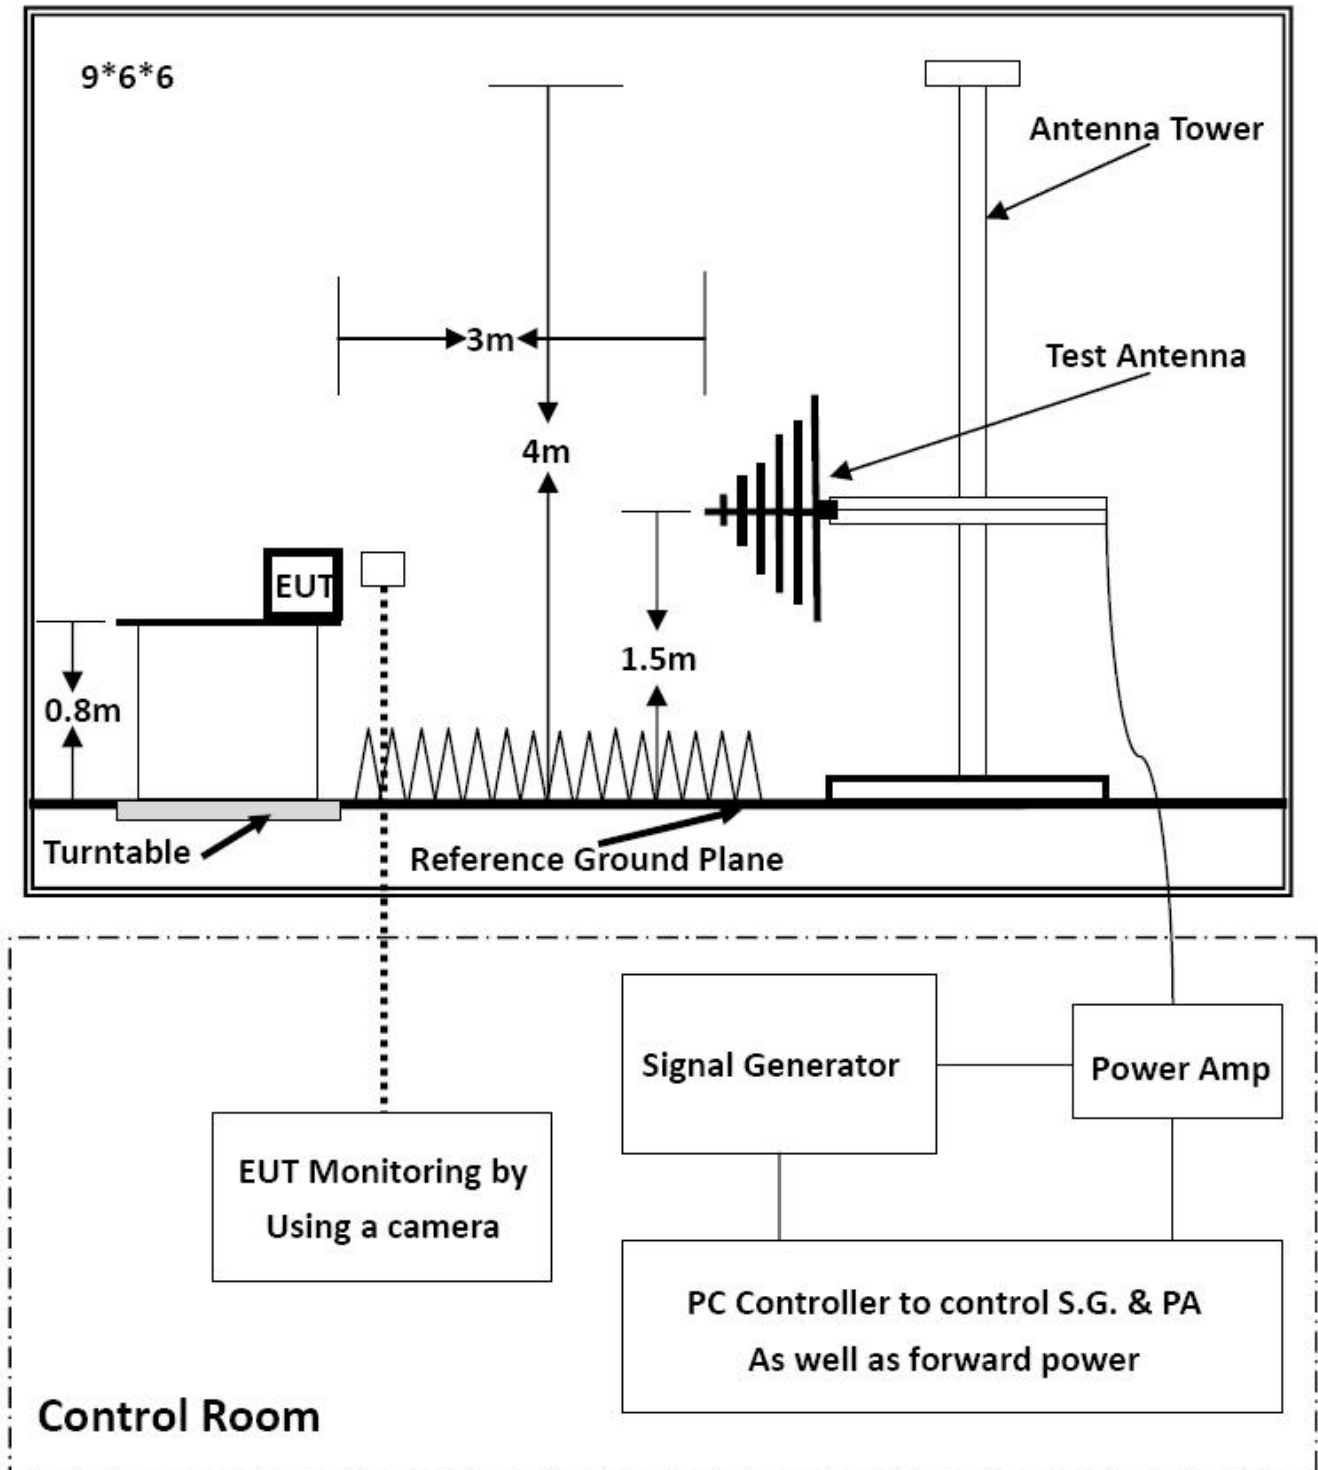 9*6*6
Antenna Tower
3m
Test Antenna
4m
EUT
1.5m
0.8m
Turntable
Reference Ground Plane
Signal Generator
Power Amp
EUT Monitoring by
Using a camera
PC Controller to control S.G. & PA
As well as forward power
Control Room